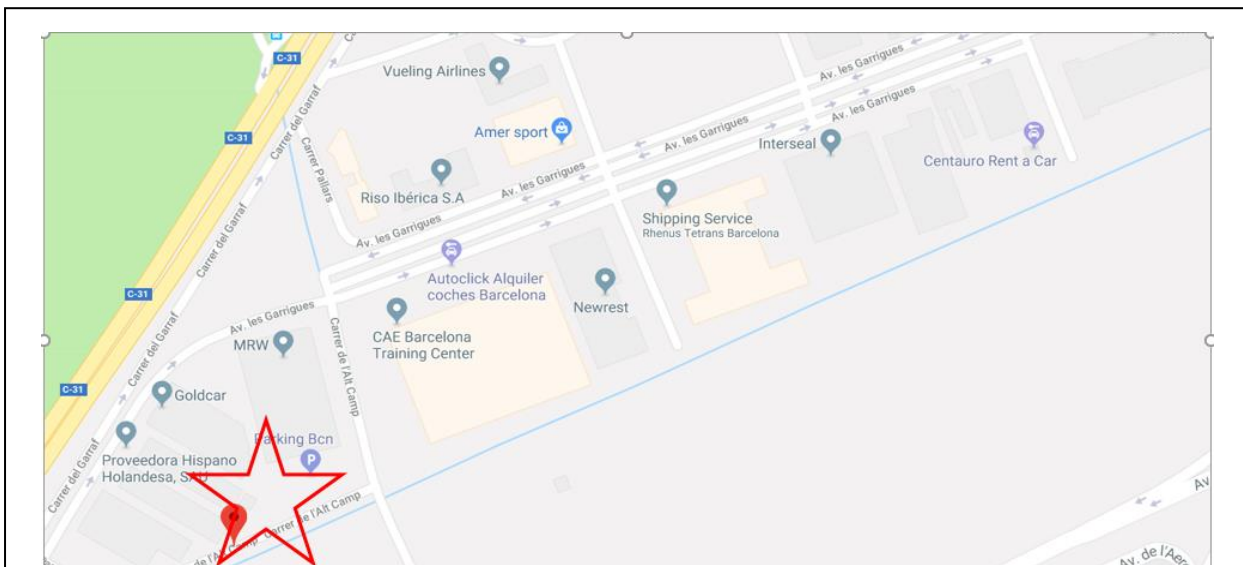 C-31
Vueling Airlines
Av. les Garrigues
C-31
Carrer del Garraf
Amer sport
Av. les Garrigues
Av. les Garrigues
Interseal
Centauro Rent a Car
Carrer Pallars
Riso Ibérica S.A
Av. les Garrigues
Shipping Service
Rhenus Tetrans Barcelona
Carrer del Garraf
Av. les Garrigues
Autoclick Alquiler
coches Barcelona
C-31
Newrest
Av. les Garrigues
MRW
CAE Barcelona
Training Center
Carrer del Garraf
Carrer de l'Alt Camp
C-31
Goldcar
Parking Bcn
P
Proveedora Hispano
Holandesa, SAU
Carrer del Garraf
Carrer de l'Alt Camp
de l'Alt Camp
Av
Av. de l'Aer